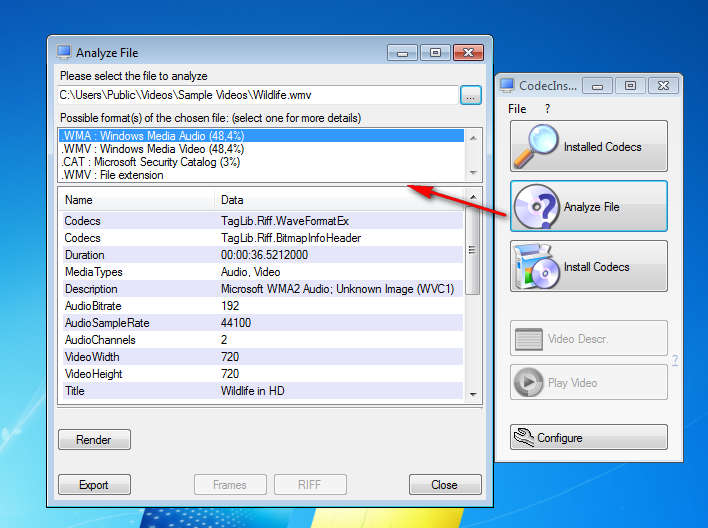 Analyze File
Please select the file to analyze
C:\Users\Public\Videos\Sample Videos\Wildlife.wmv
...
Possible format(s) of the chosen file: (select one for more details)
.WMA : Windows Media Audio (48,4%)
.WMV : Windows Media Video (48,4%)
.CAT : Microsoft Security Catalog (3%)
.WMV : File extension
Name Data
Codecs TagLib.Riff.WaveFormatEx
Codecs TagLib.Riff.BitmapInfoHeader
Duration 00:00:36.5212000
MediaTypes Audio, Video
Description Microsoft WMA2 Audio; Unknown Image (WVC1)
AudioBitrate 192
AudioSampleRate 44100
AudioChannels 2
VideoWidth 720
VideoHeight 720
Title Wildlife in HD
Render
Export Frames RIFF Close
CodecIns...
File ?
Installed Codecs
Analyze File
Install Codecs
Video Descr.
?
Play Video
Configure